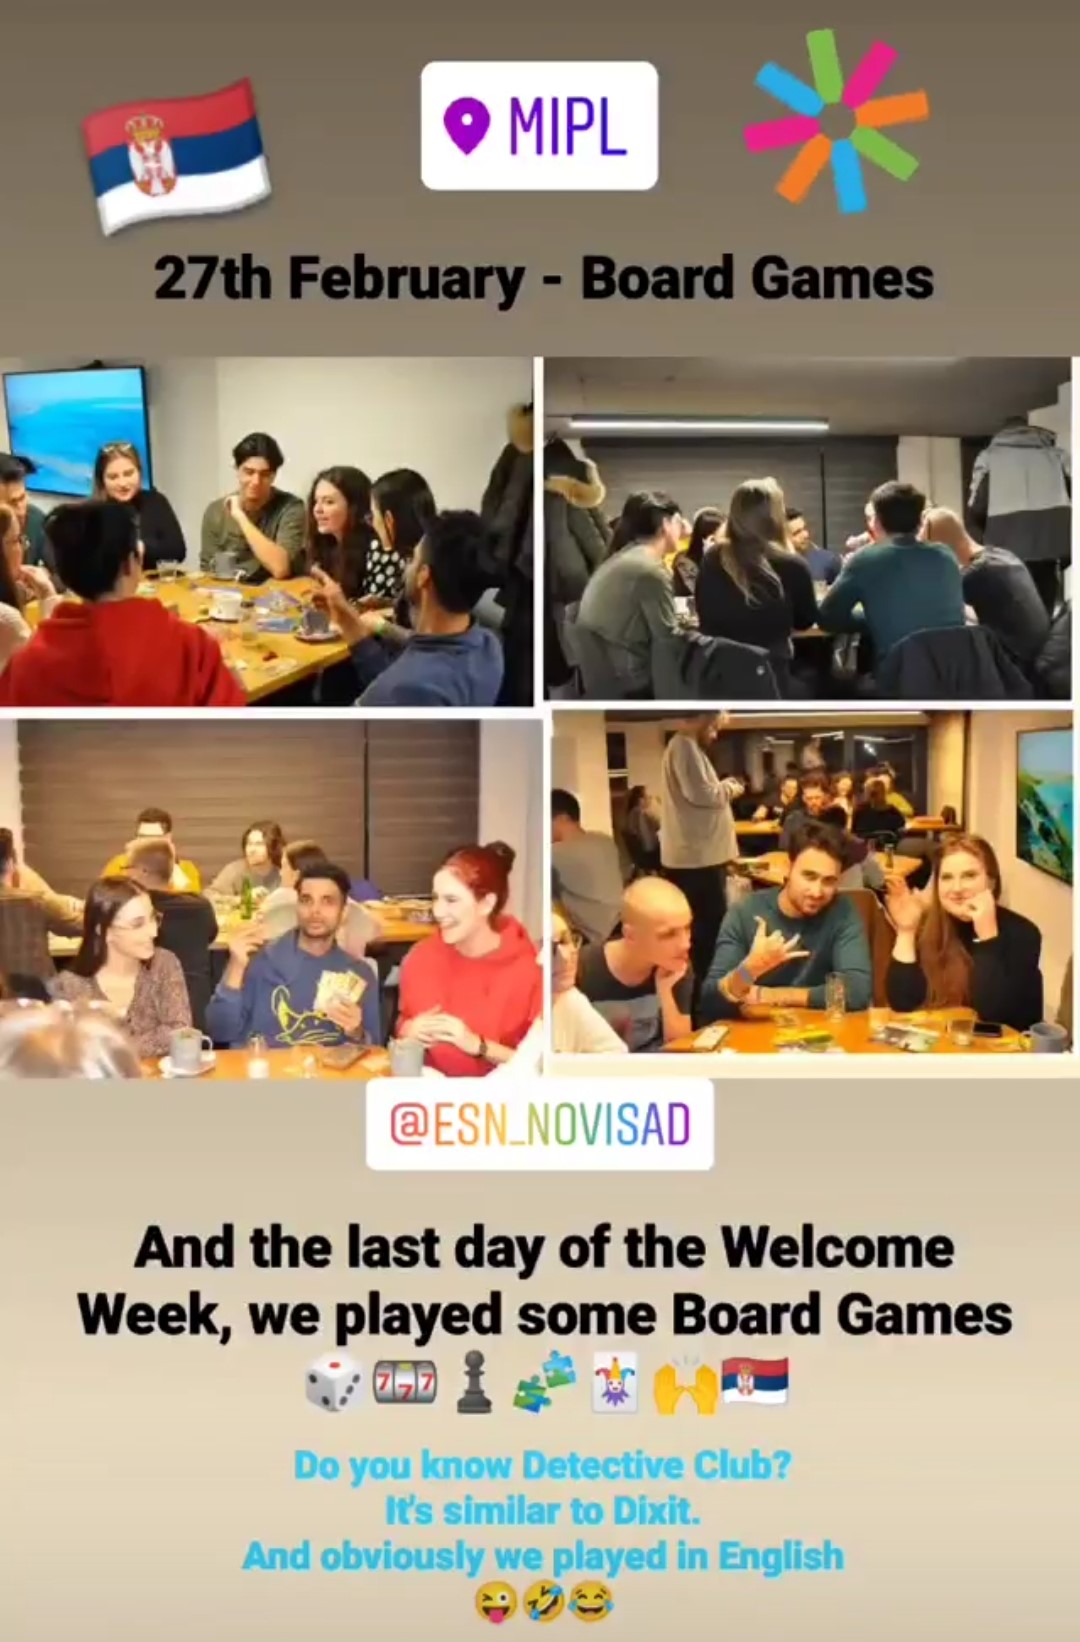 MIPL
27th February - Board Games
@ESN_NOVISAD
And the last day of the Welcome
Week, we played some Board Games
Do you know Detective Club?
It's similar to Dixit.
And obviously we played in English